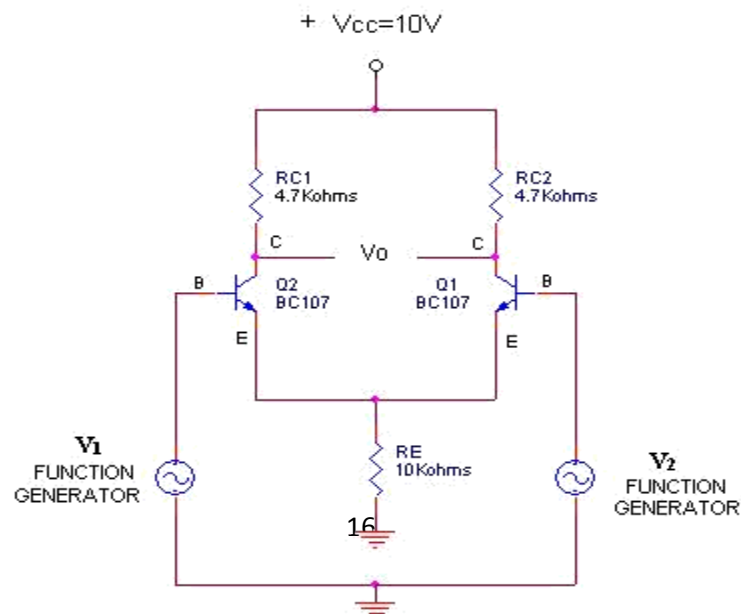 + Vcc=10V
RC1
4.7Kohms
RC2
4.7Kohms
C
Vo
C
B
Q2
BC107
Q1
BC107
B
E
E
V1
FUNCTION
GENERATOR
RE
10Kohms
V2
FUNCTION
GENERATOR
16